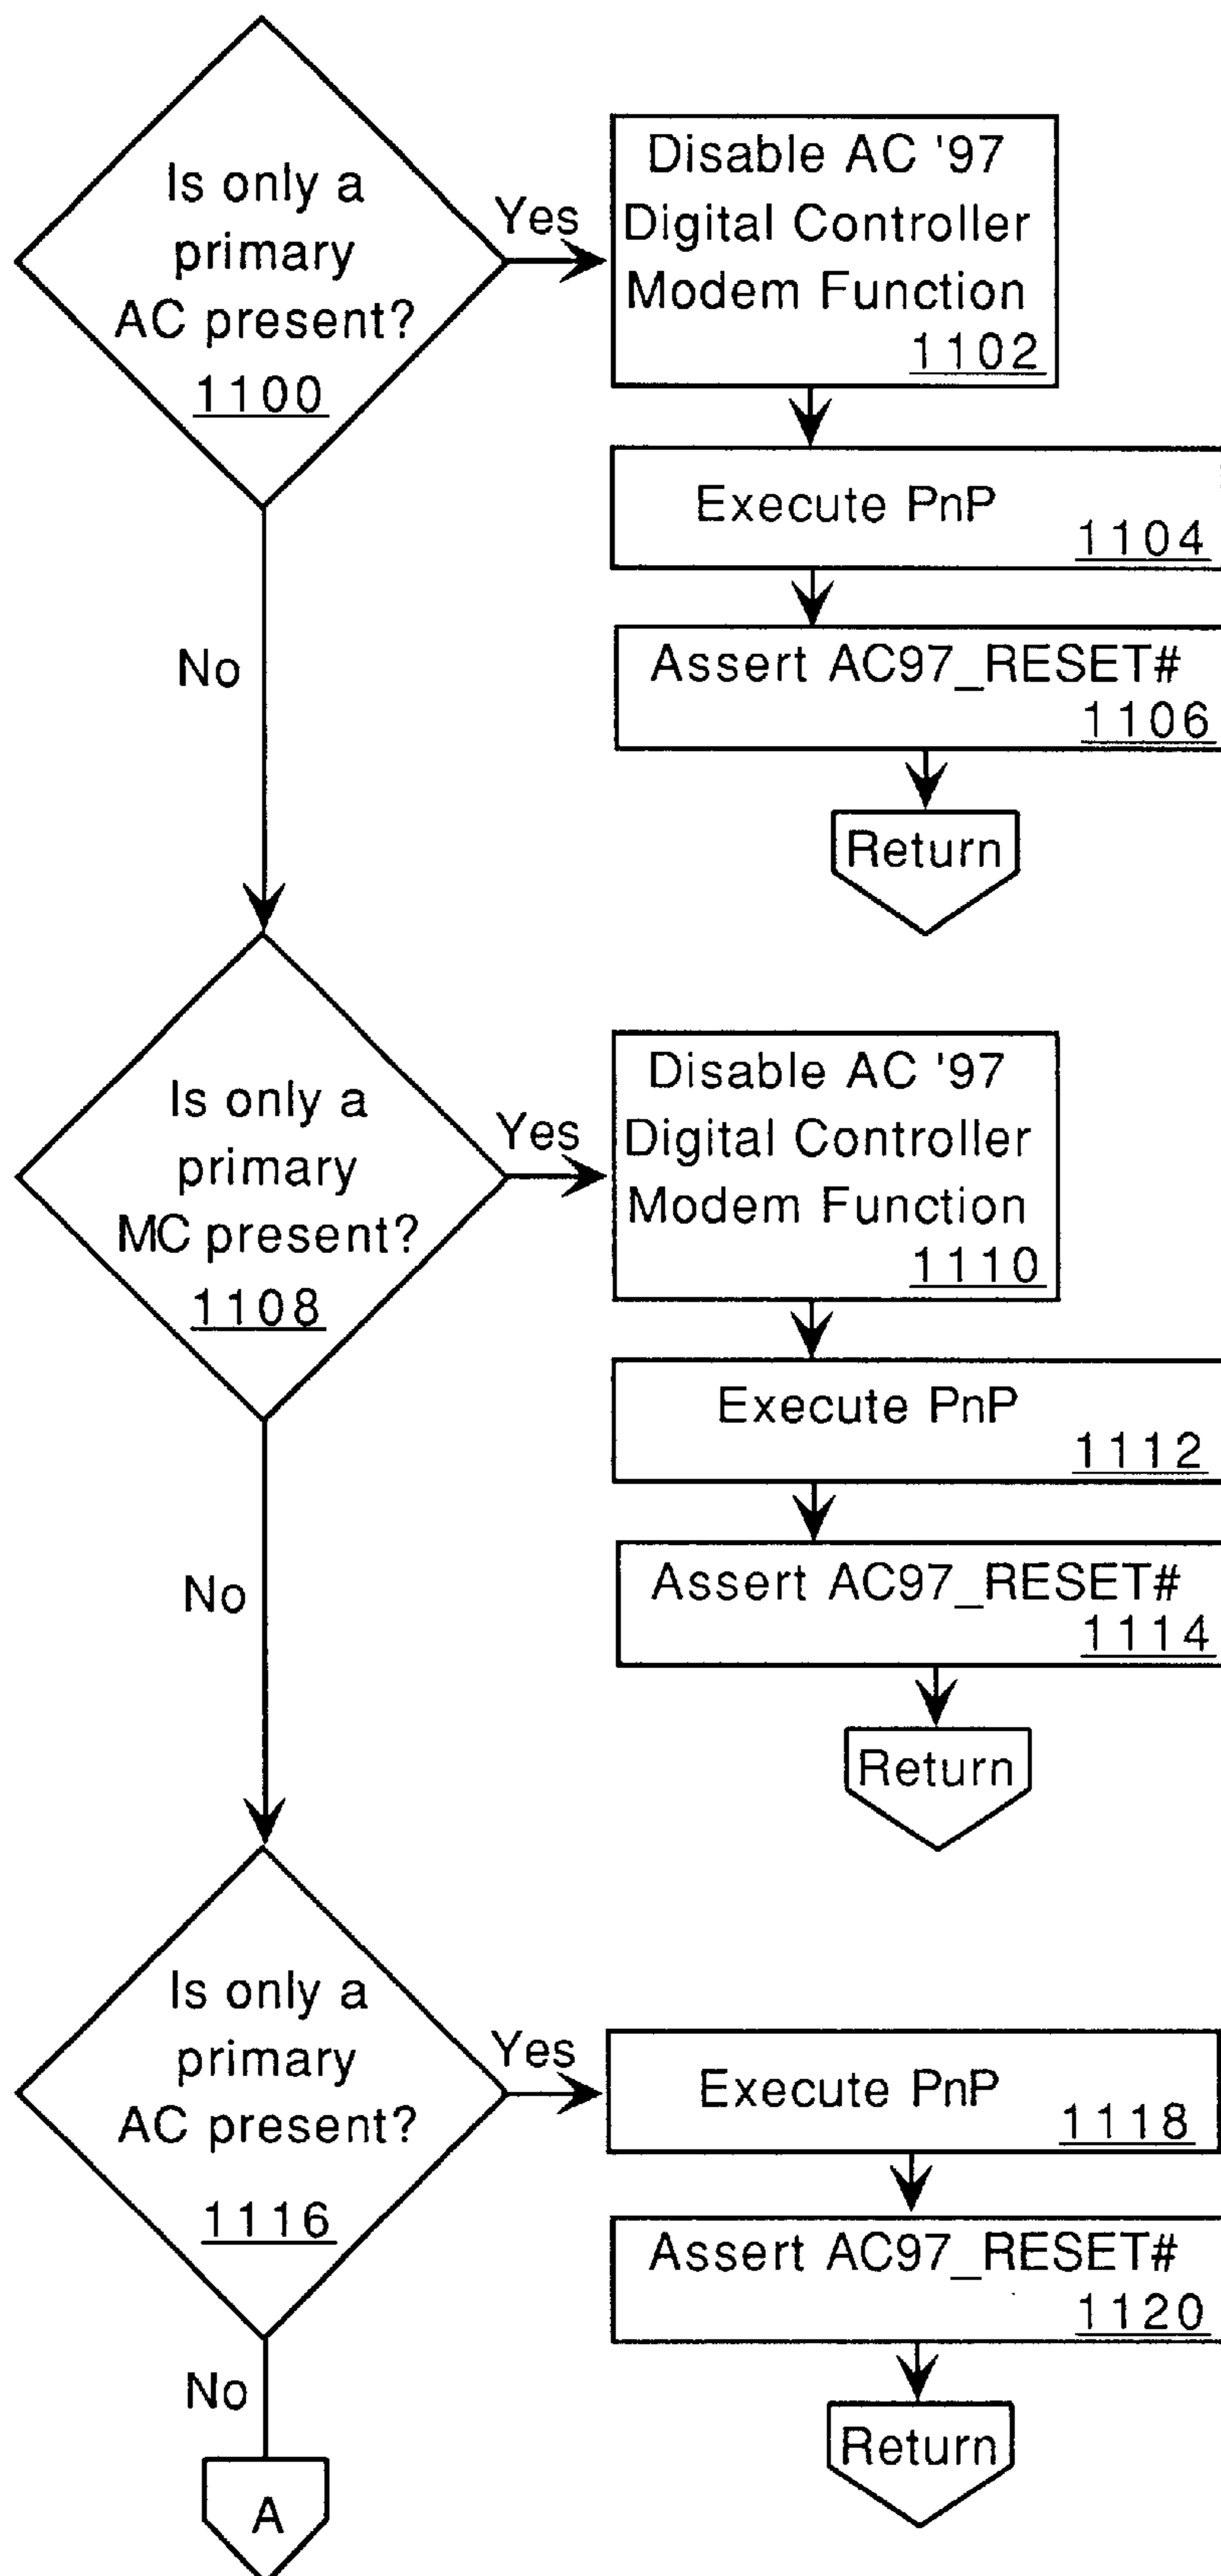 Is only a
primary
AC present?
1100
Yes
Disable AC '97
Digital Controller
Modem Function
1102
Execute PnP
1104
Assert AC97_RESET#
1106
Return
No
Is only a
primary
MC present?
1108
Yes
Disable AC '97
Digital Controller
Modem Function
1110
Execute PnP
1112
Assert AC97_RESET#
1114
Return
No
Is only a
primary
AC present?
1116
Yes
Execute PnP
1118
Assert AC97_RESET#
1120
Return
No
A